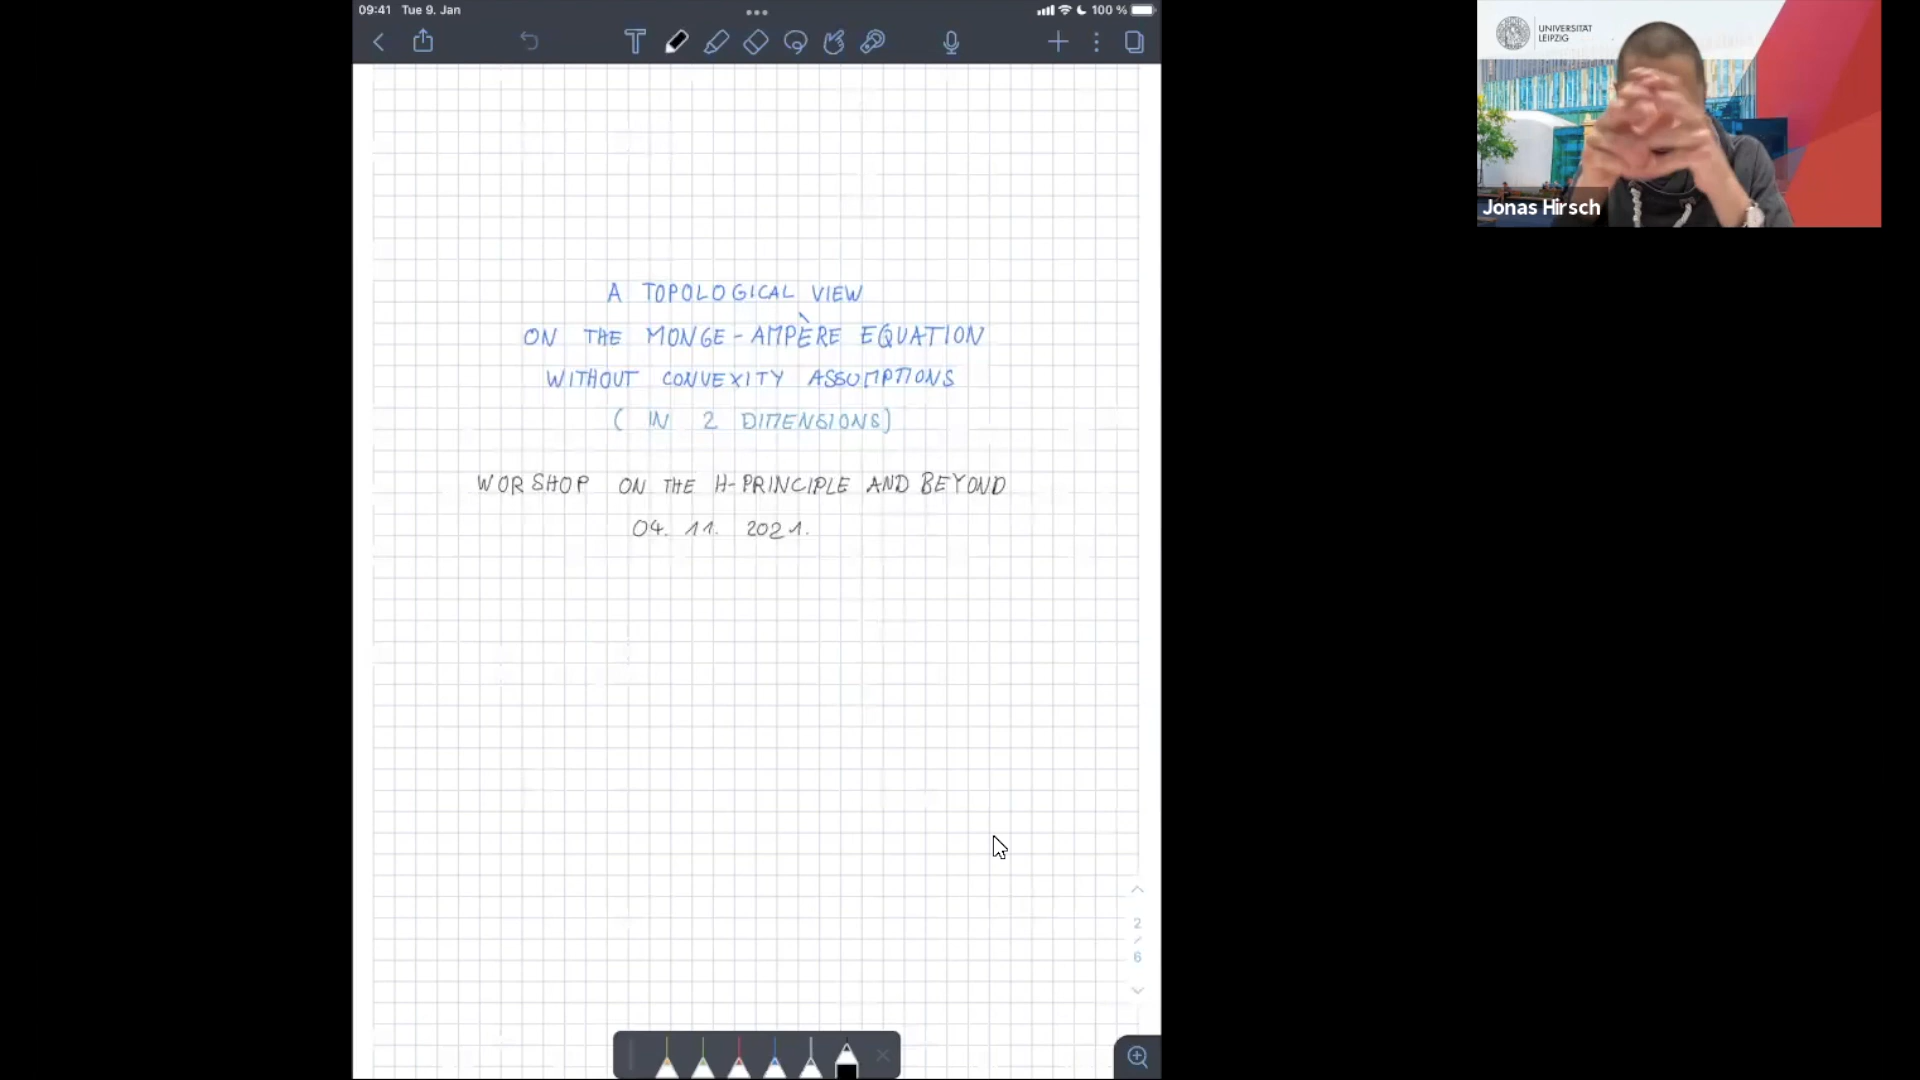 09:41 Tue 9. Jan
100 %
UNIVERSITÄT
LEIPZIG
Jonas Hirsch
A TOPOLOGICAL VIEW
ON THE MONGE-AMPÈRE EQUATION
WITHOUT CONVEXITY ASSUMPTIONS
( IN 2 DIMENSIONS)
WORSHOP ON THE H-PRINCIPLE AND BEYOND
04. 11. 2021.
2
/
6